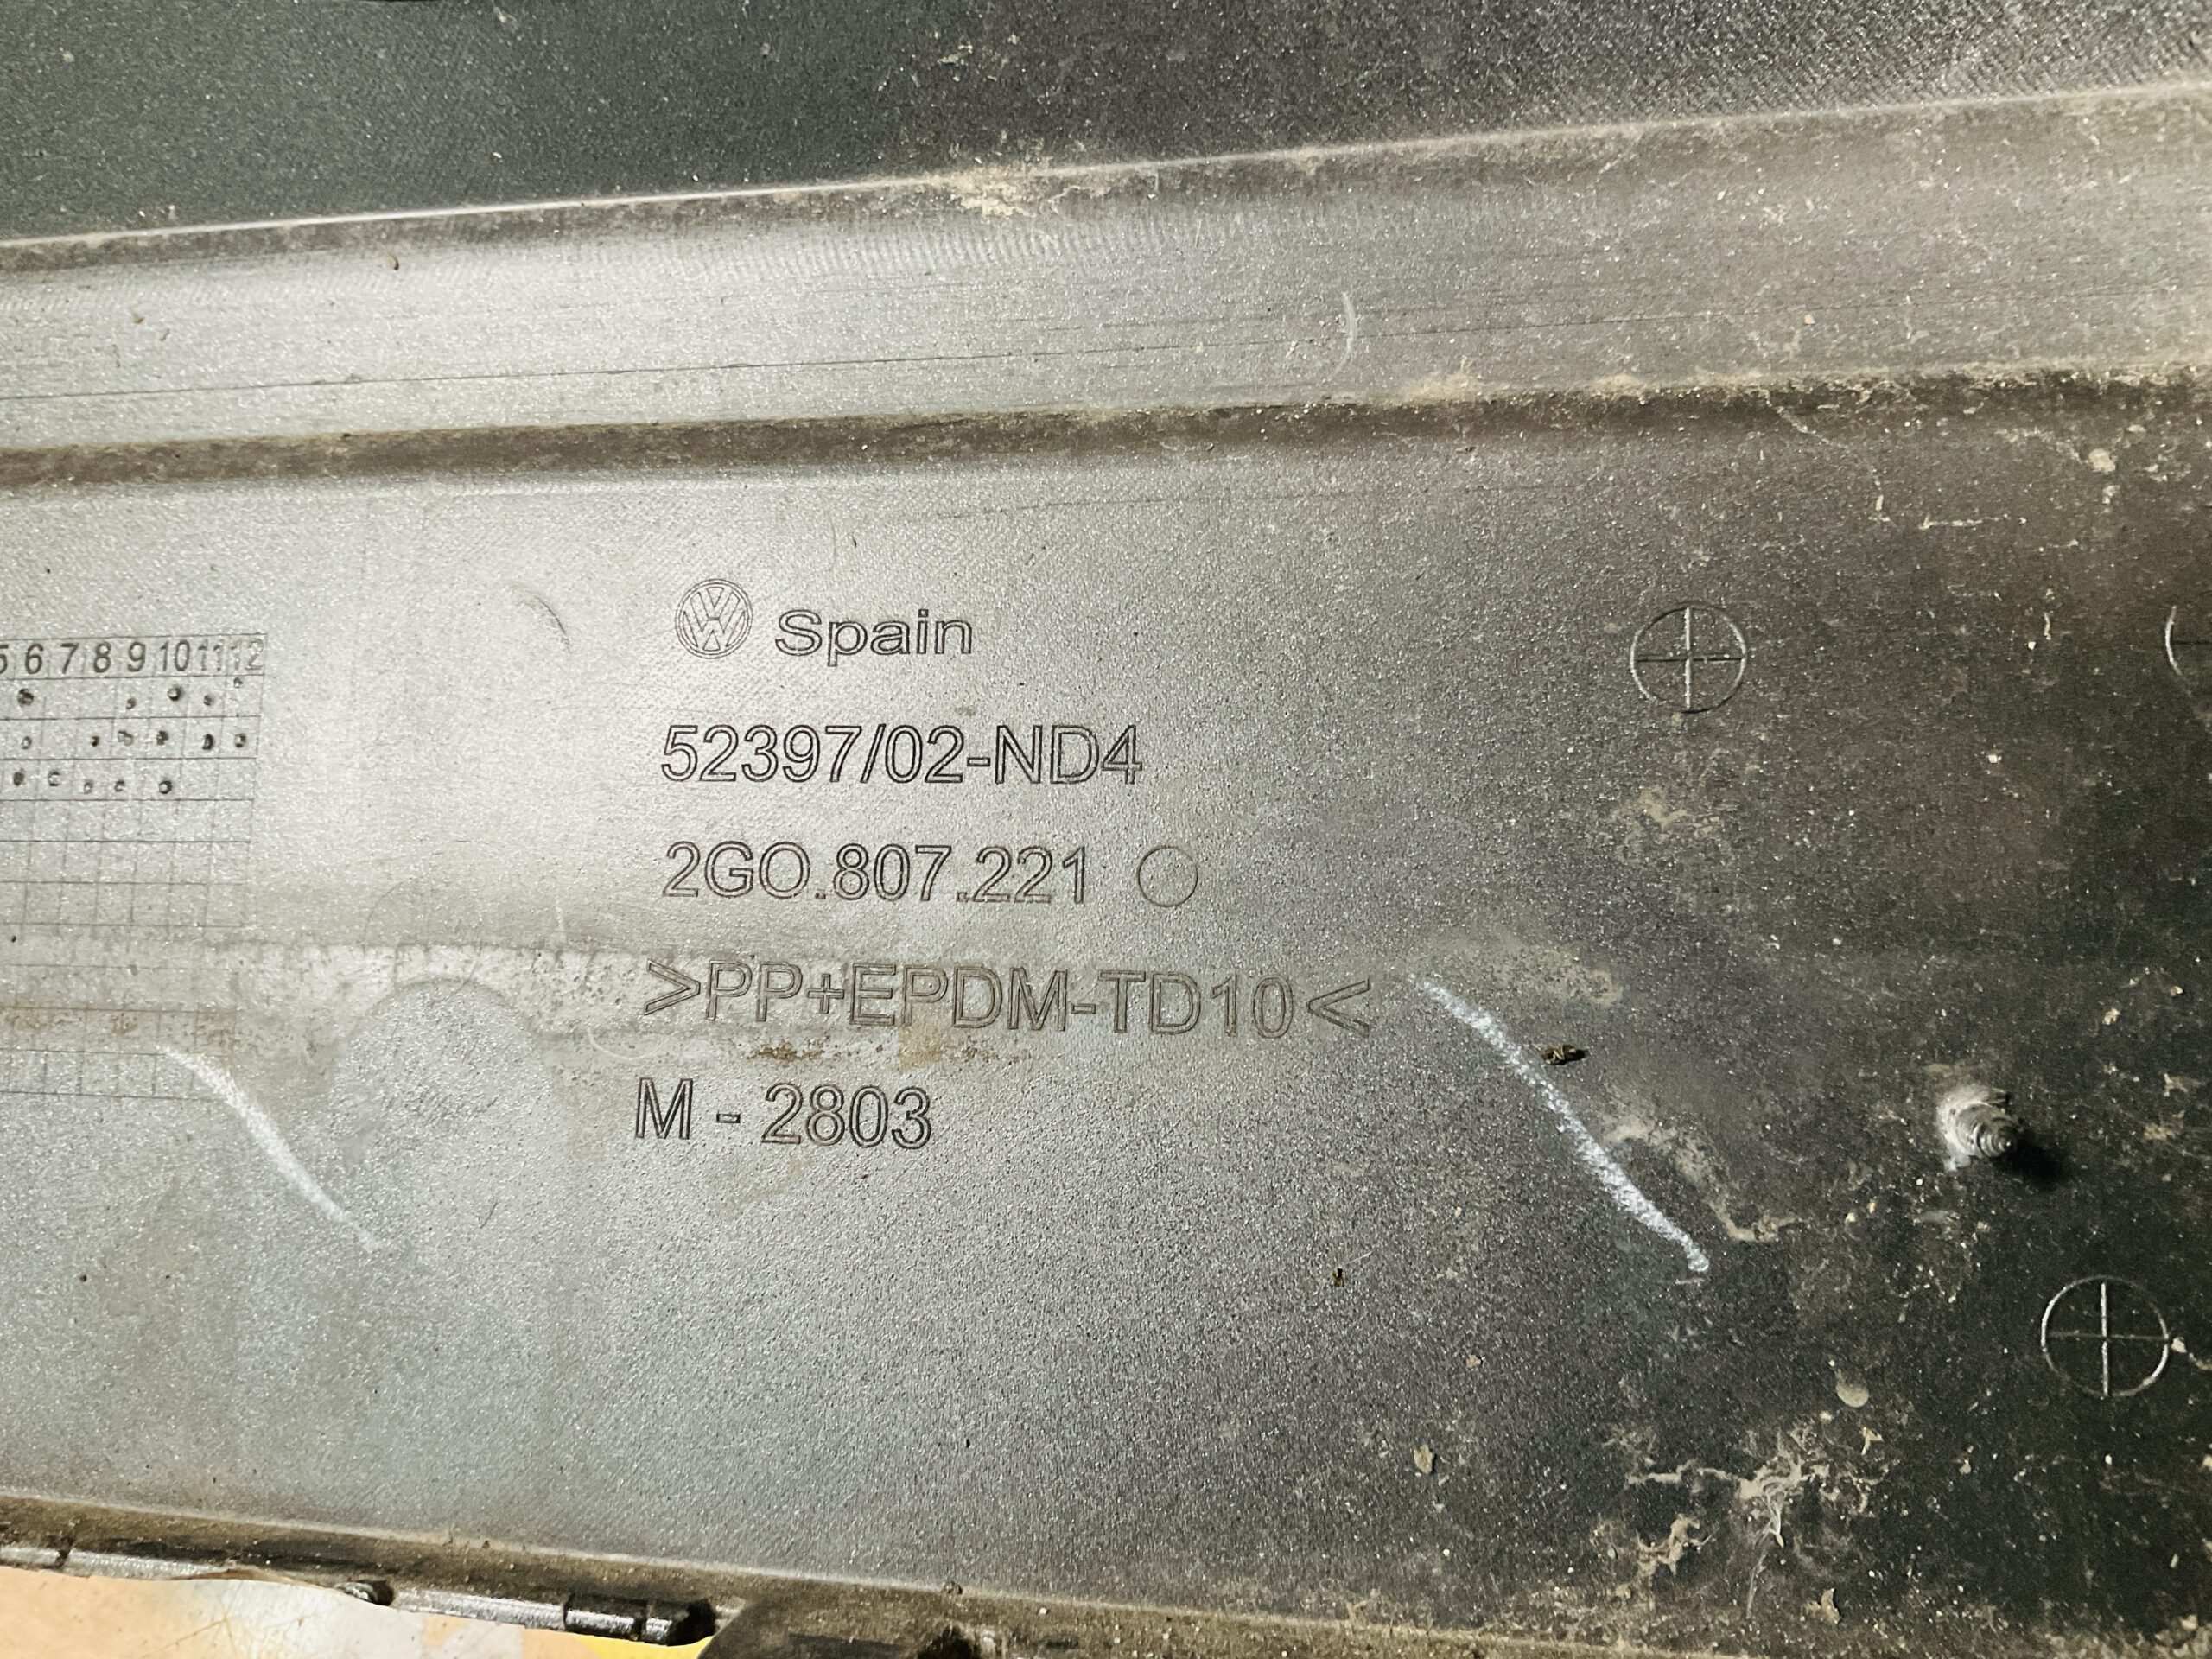 Spain
5 6 7 8 9 10 11 12
52397/02-ND4
2GO.807.221
>PP+EPDM-TD10<
M - 2803